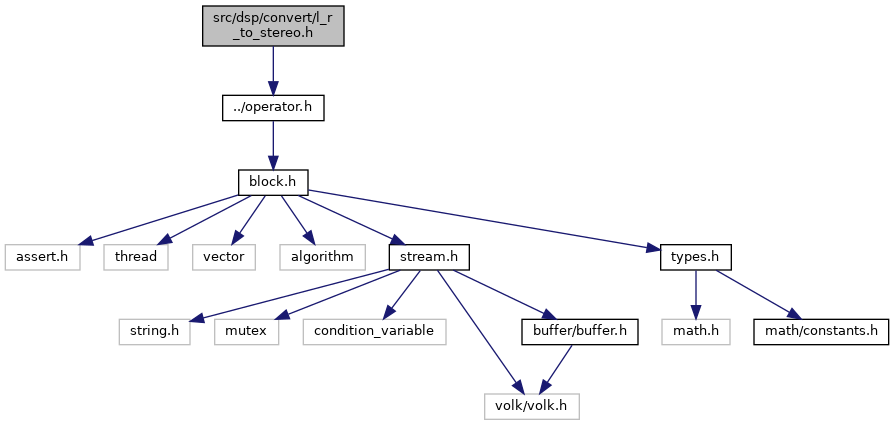 src/dsp/convert/l_r
_to_stereo.h
../operator.h
block.h
assert.h
thread
vector
algorithm
stream.h
types.h
string.h
mutex
condition_variable
buffer/buffer.h
math.h
math/constants.h
volk/volk.h